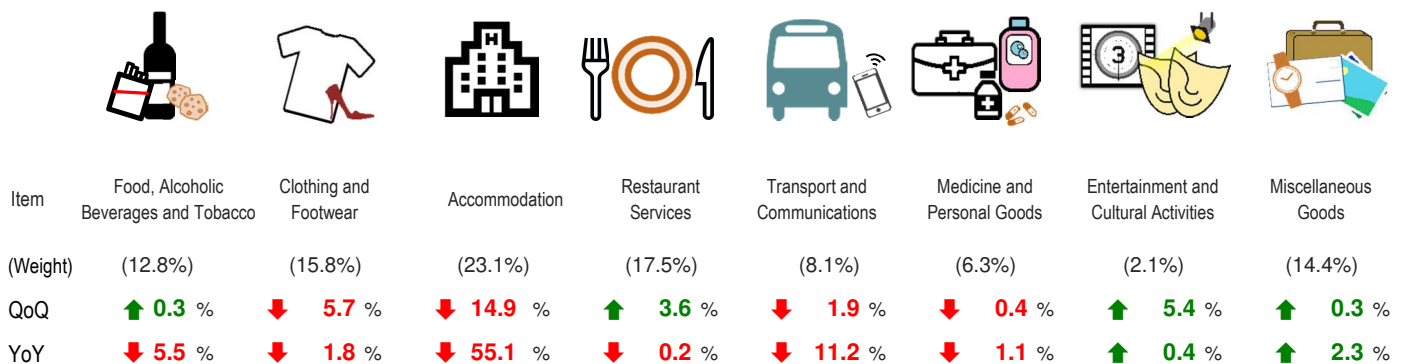 H
3
Item Food, Alcoholic Beverages and Tobacco Clothing and Footwear Accommodation Restaurant Services Transport and Communications Medicine and Personal Goods Entertainment and Cultural Activities Miscellaneous Goods
(Weight) (12.8%) (15.8%) (23.1%) (17.5%) (8.1%) (6.3%) (2.1%) (14.4%)
QoQ 0.3 % 5.7 % 14.9 % 3.6 % 1.9 % 0.4 % 5.4 % 0.3 %
YoY 5.5 % 1.8 % 55.1 % 0.2 % 11.2 % 1.1 % 0.4 % 2.3 %